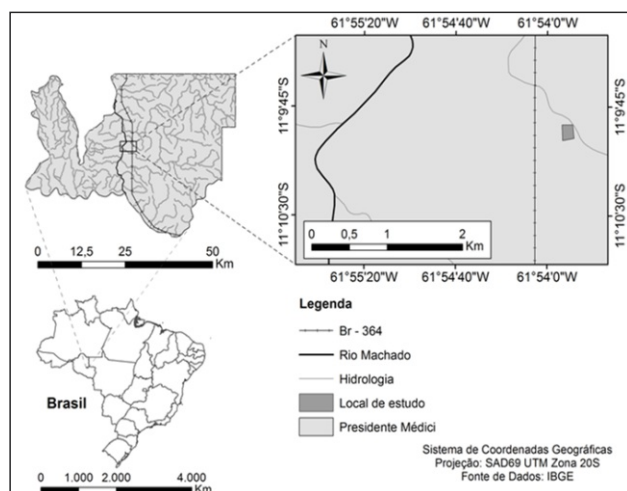 61°55'20"W 61°54'40"W 61°54'0"W
N
11°9'45"S
11°9'45"S
11°10'30"S
11°10'30"S
0 0,5 1 2
Km
61°55'20"W 61°54'40"W 61°54'0"W
0 12,5 25 50
Km
Legenda
Br - 364
Rio Machado
Hidrologia
Local de estudo
Presidente Médici
Brasil
Sistema de Coordenadas Geográficas
Projeção: SAD69 UTM Zona 20S
Fonte de Dados: IBGE
0 1.000 2.000 4.000
Km